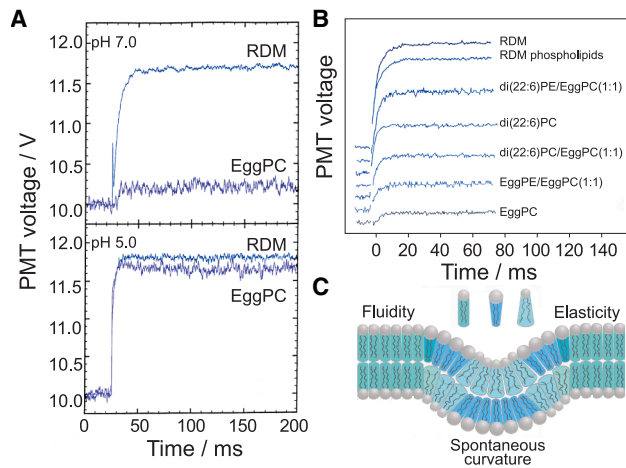 A
PMT voltage / V
12.0
11.5
11.0
10.5
10.0
pH 7.0
RDM
EggPC
12.0
11.5
11.0
10.5
10.0
pH 5.0
RDM
EggPC
0
50
100
150
200
Time / ms
B
PMT voltage
RDM
RDM phospholipids
di(22:6)PE/EggPC(1:1)
di(22:6)PC
di(22:6)PC/EggPC(1:1)
EggPE/EggPC(1:1)
EggPC
0
20
40
60
80
100
120
140
Time / ms
C
Fluidity
Elasticity
Spontaneous
curvature